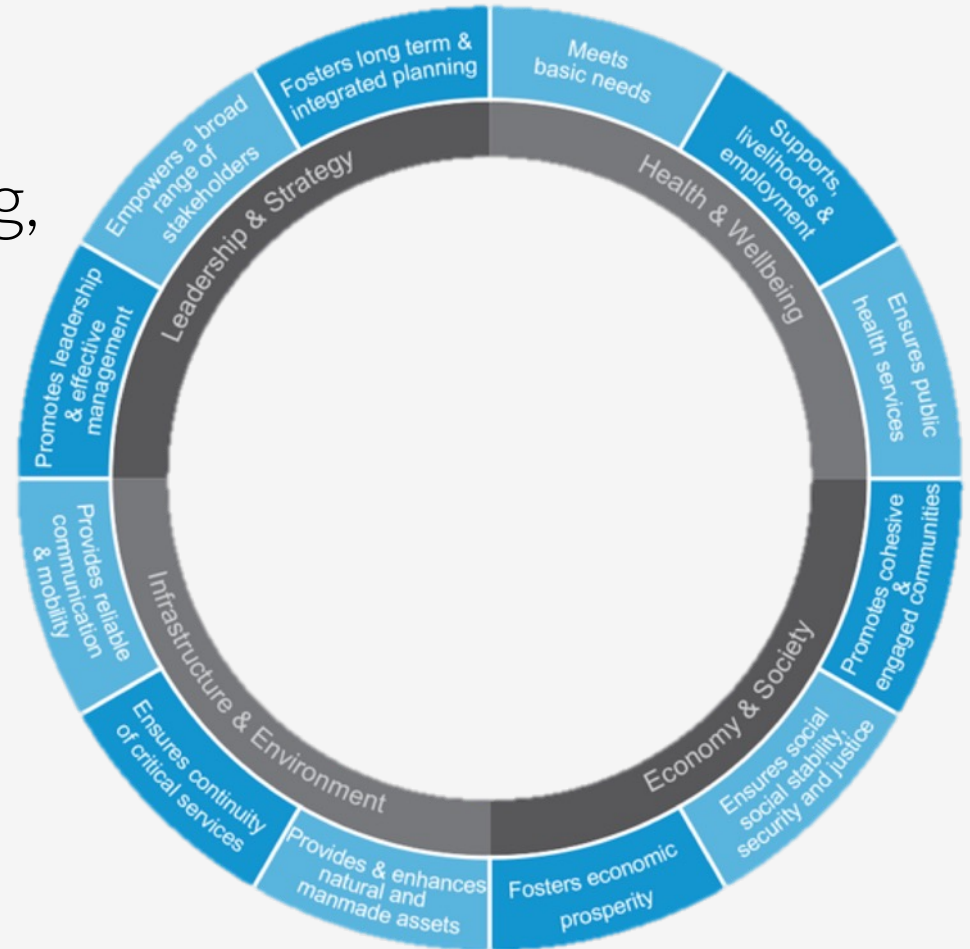 g,
Meets
basic needs
Supports,
livelihoods &
employment
Ensures public
health services
Promotes cohesive
&
engaged communities
Ensures social
social stability,
security and justice
Fosters economic
prosperity
Provides & enhances
natural and
manmade assets
Ensures continuity
of critical services
Provides reliable
communication
& mobility
Promotes leadership
& effective
management
Empowers a broad
range of
stakeholders
Fosters long term &
integrated planning
Health & Wellbeing
Economy & Society
Infrastructure & Environment
Leadership & Strategy